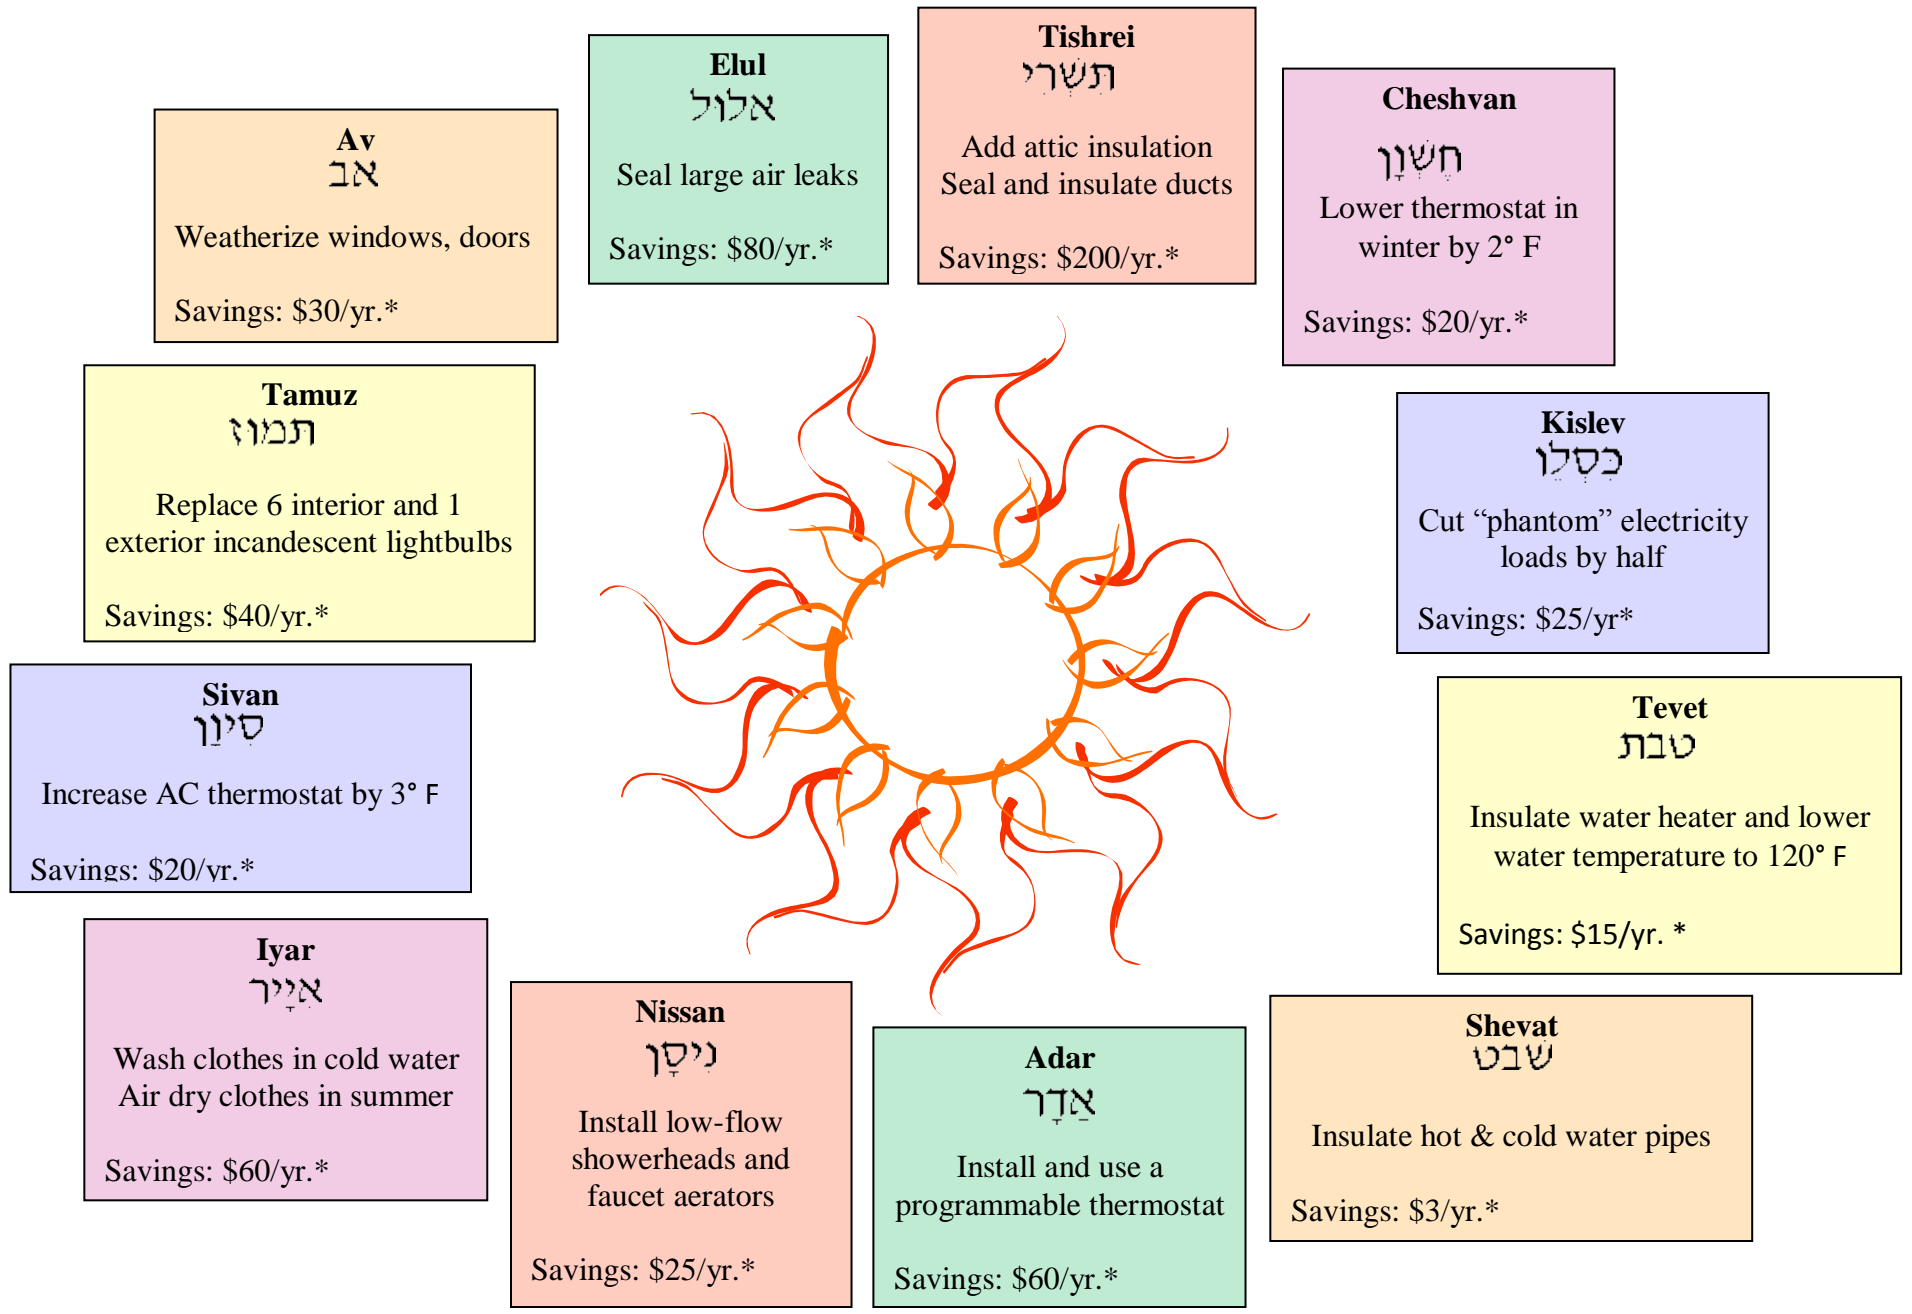 Tishrei
תִּשְׁרִי
Add attic insulation
Seal and insulate ducts
Savings: $200/yr.*
Cheshvan
חֶשְׁוָן
Lower thermostat in
winter by 2° F
Savings: $20/yr.*
Kislev
כִּסְלֵו
Cut “phantom” electricity
loads by half
Savings: $25/yr*
Tevet
טבת
Insulate water heater and lower
water temperature to 120° F
Savings: $15/yr. *
Shevat
שׁבט
Insulate hot & cold water pipes
Savings: $3/yr.*
Adar
אֲדָר
Install and use a
programmable thermostat
Savings: $60/yr.*
Nissan
נִיסָן
Install low-flow
showerheads and
faucet aerators
Savings: $25/yr.*
Iyar
אִיָּיר
Wash clothes in cold water
Air dry clothes in summer
Savings: $60/yr.*
Sivan
סִיוָן
Increase AC thermostat by 3° F
Savings: $20/yr.*
Tamuz
תמוז
Replace 6 interior and 1
exterior incandescent lightbulbs
Savings: $40/yr.*
Av
אב
Weatherize windows, doors
Savings: $30/yr.*
Elul
אלוּל
Seal large air leaks
Savings: $80/yr.*